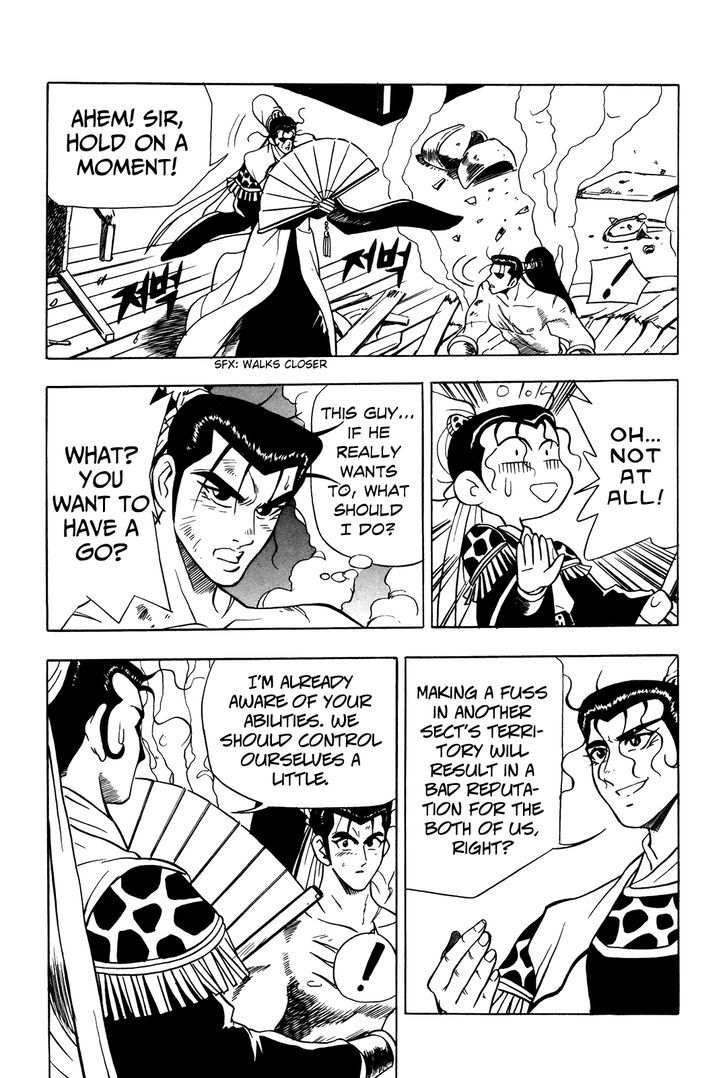 AHEM! SIR,
HOLD ON A
MOMENT!
저벅
저벅
!
SFX: WALKS CLOSER
WHAT?
YOU
WANT TO
HAVE A
GO?
THIS GUY...
IF HE
REALLY
WANTS
TO, WHAT
SHOULD
I DO?
OH...
NOT
AT
ALL!
I'M ALREADY
AWARE OF YOUR
ABILITIES. WE
SHOULD CONTROL
OURSELVES A
LITTLE.
!
MAKING A FUSS
IN ANOTHER
SECT'S TERRI-
TORY WILL
RESULT IN A
BAD REPUTA-
TION FOR THE
BOTH OF US,
RIGHT?